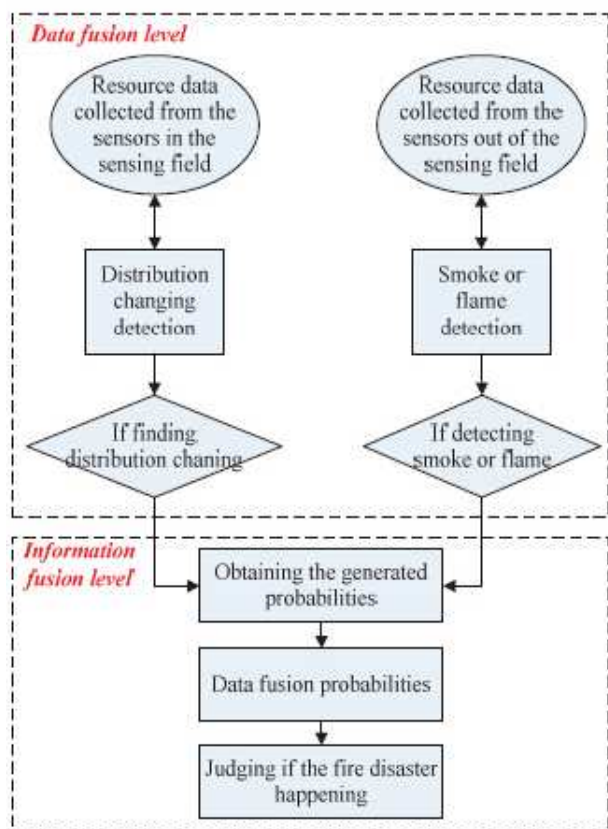 Data fusion level
Resource data
collected from the
sensors in the
sensing field
Resource data
collected from the
sensors out of the
sensing field
Distribution
changing
detection
Smoke or
flame
detection
If finding
distribution chaning
If detecting
smoke or flame
Information
fusion level
Obtaining the generated
probabilities
Data fusion probabilities
Judging if the fire disaster
happening